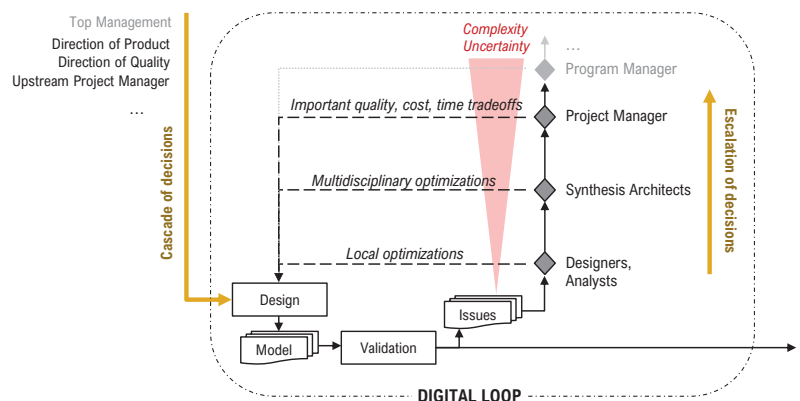 Top Management
Direction of Product
Direction of Quality
Upstream Project Manager
…
Complexity
Uncertainty
…
Program Manager
Important quality, cost, time tradeoffs
Project Manager
Multidisciplinary optimizations
Synthesis Architects
Local optimizations
Designers,
Analysts
Cascade of decisions
Escalation of decisions
Design
Issues
Model
Validation
DIGITAL LOOP